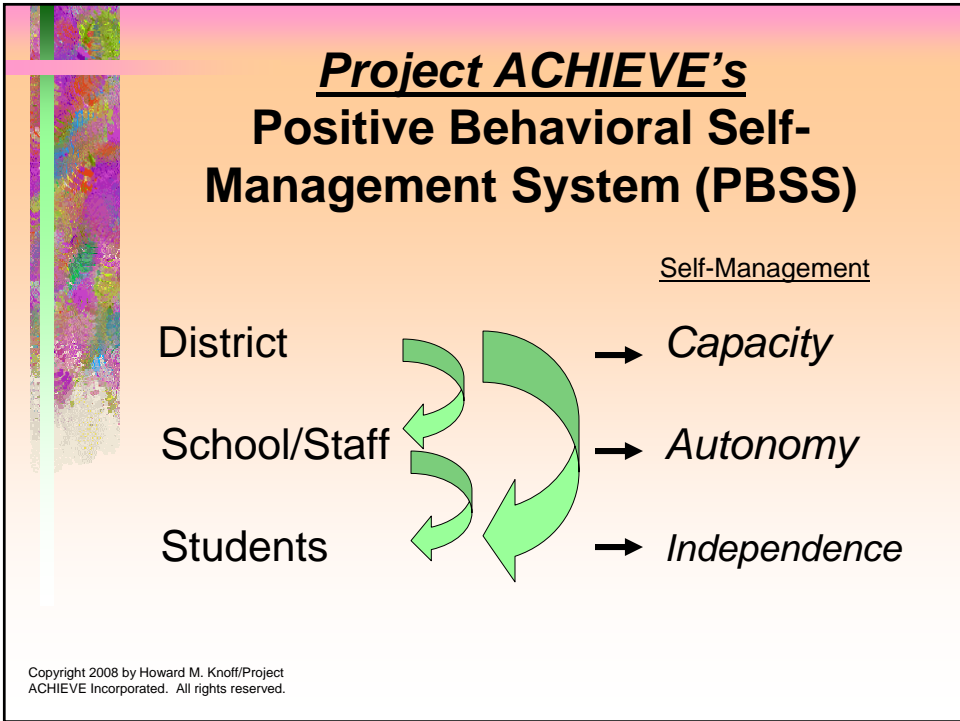 Project ACHIEVE's
Positive Behavioral Self-
Management System (PBSS)
Self-Management
District Capacity
School/Staff Autonomy
Students Independence
Copyright 2008 by Howard M. Knoff/Project
ACHIEVE Incorporated. All rights reserved.